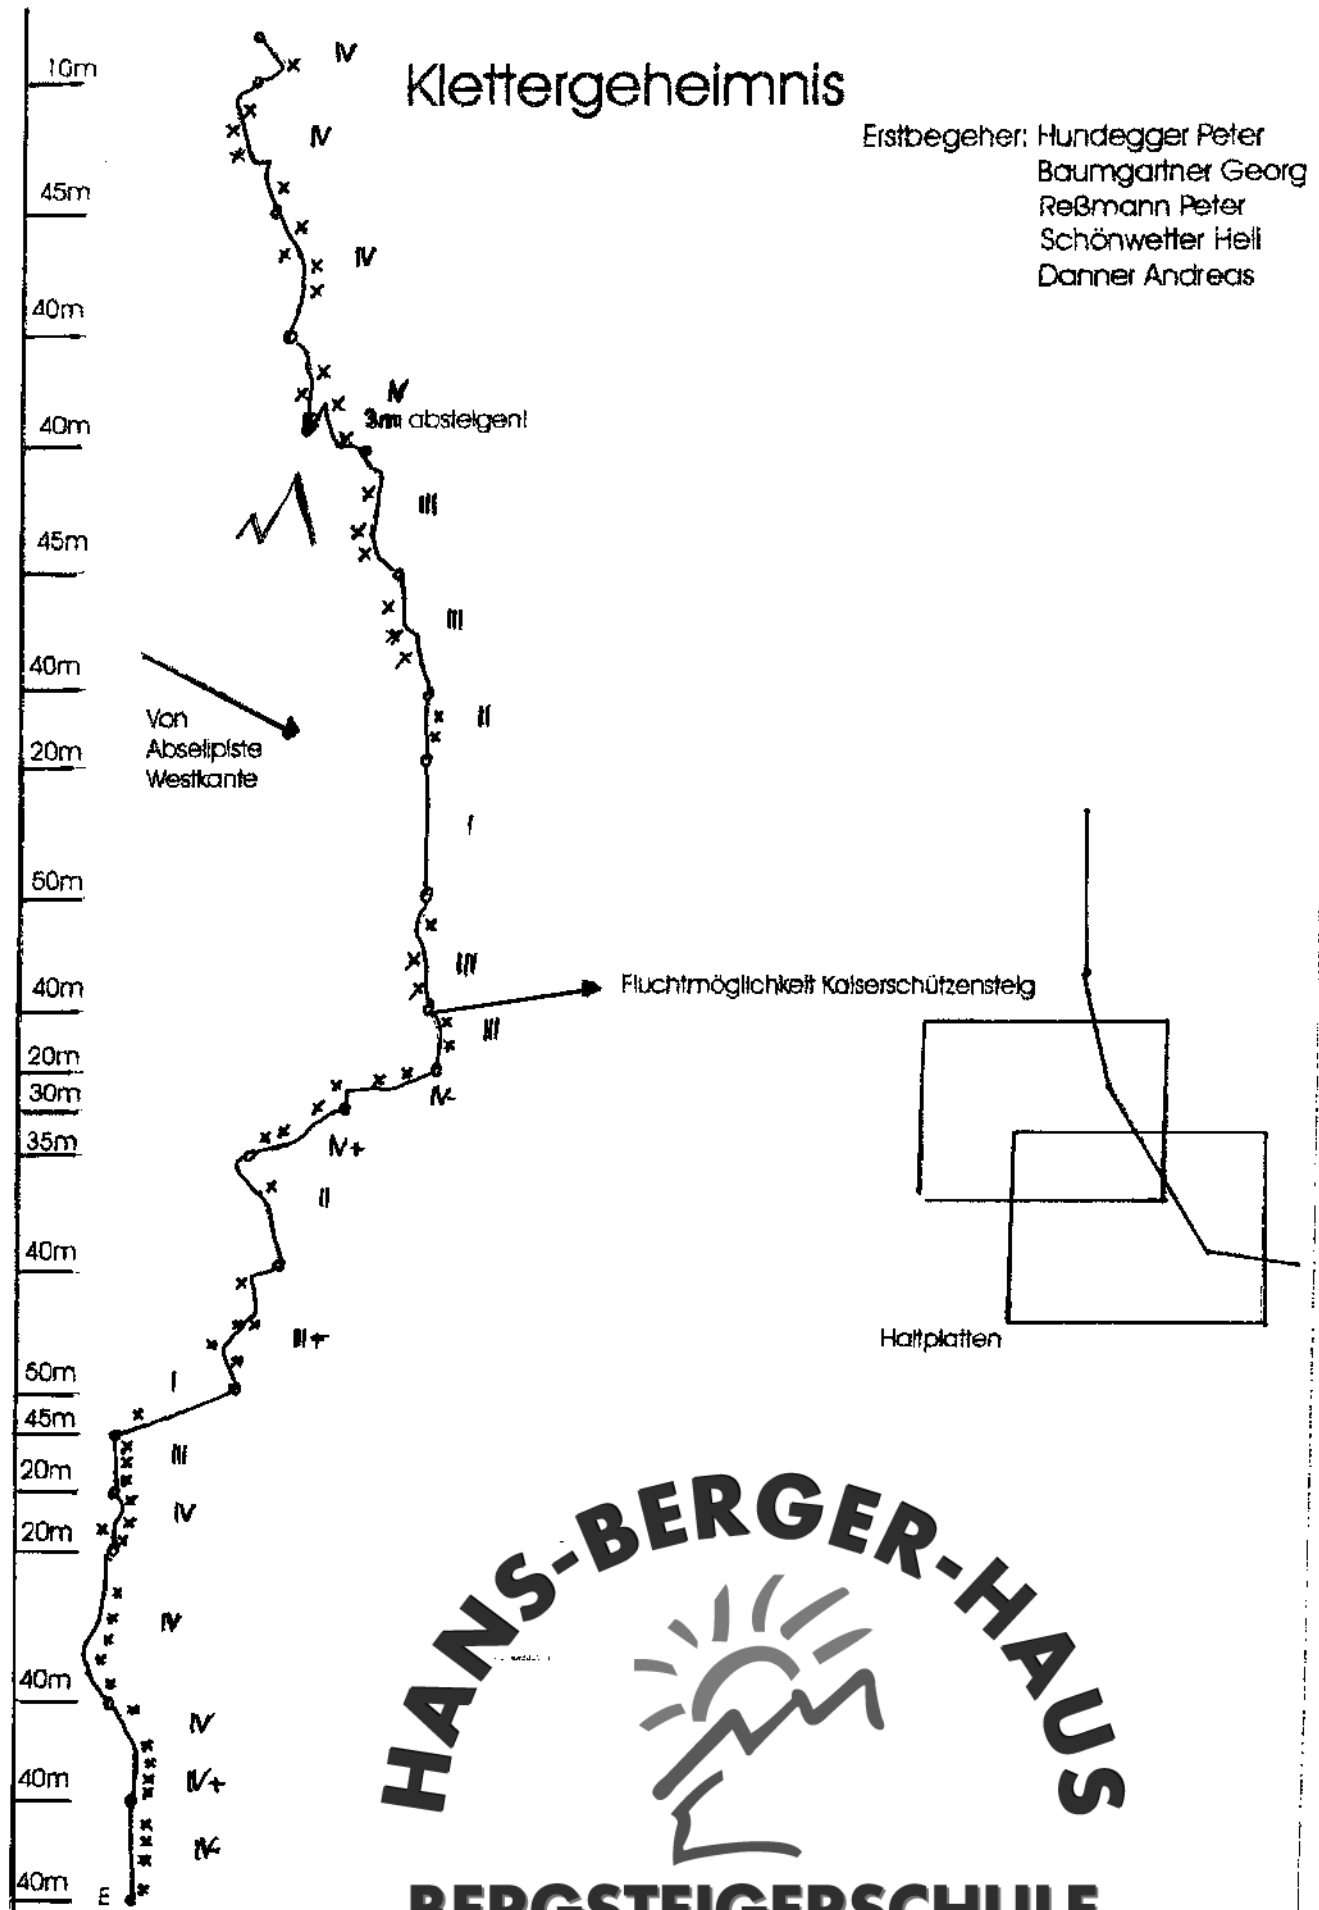 IV
10m
Klettergeheimnis
IV
Erstbegeher: Hundegger Peter
Baumgartner Georg
Reßmann Peter
Schönwetter Heli
Danner Andreas
45m
IV
40m
IV
3m absteigen!
40m
III
45m
III
40m
II
Von
Abseilpiste
Westkante
20m
I
50m
III
40m
Fluchtmöglichkeit Kaiserschützensteig
III
20m
IV-
30m
IV+
35m
II
40m
III+
Haltplatten
I
50m
45m
III
20m
IV
20m
IV
40m
IV
IV+
40m
IV-
40m
E
HANS-BERGER-HAUS
BERGSTEIGERSCHULE